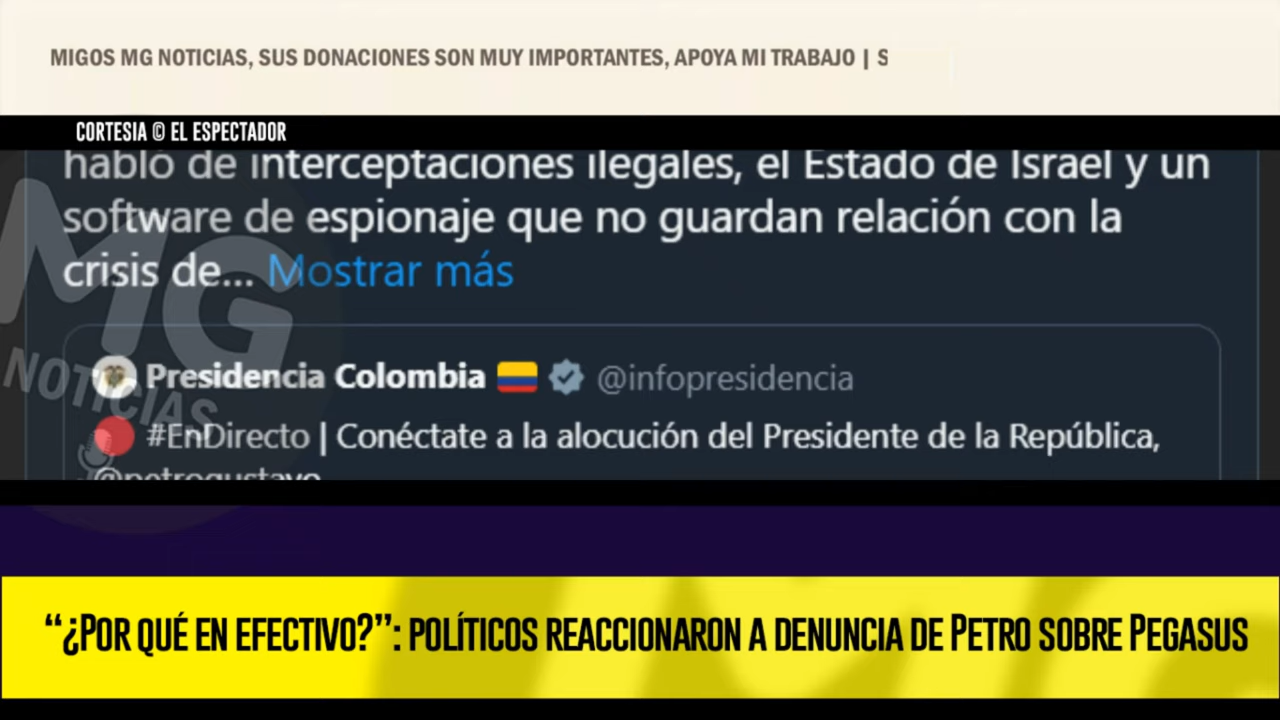 MIGOS MG NOTICIAS, SUS DONACIONES SON MUY IMPORTANTES, APOYA MI TRABAJO | S
CORTESIA © EL ESPECTADOR
habló de interceptaciones ilegales, el Estado de Israel y un
software de espionaje que no guardan relación con la
crisis de... Mostrar más
Presidencia Colombia @infopresidencia
#EnDirecto | Conéctate a la alocución del Presidente de la República,
@petrogustavo
MG
NOTICIAS
“¿POR QUÉ EN EFECTIVO?”: POLÍTICOS REACCIONARON A DENUNCIA DE PETRO SOBRE PEGASUS